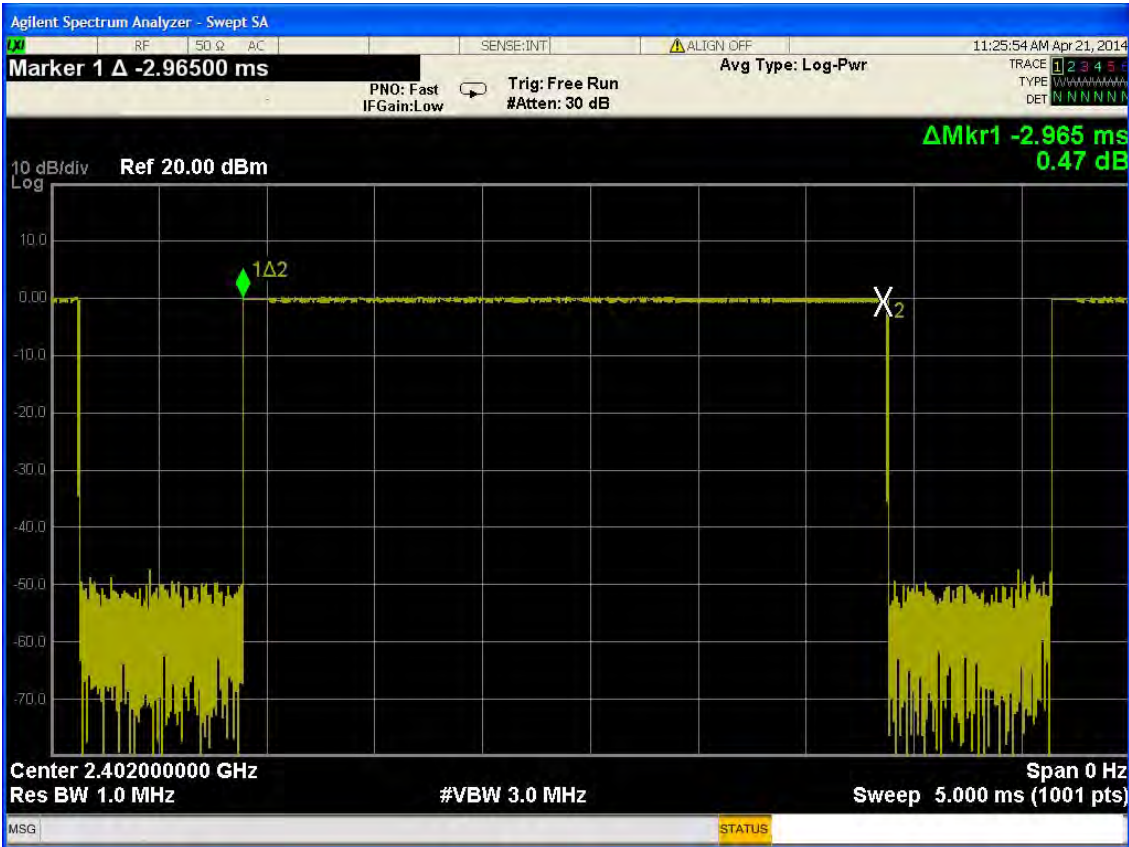 Agilent Spectrum Analyzer - Swept SA
LXI RF 50 Ω AC SENSE:INT ALIGN OFF 11:25:54 AM Apr 21, 2014
Marker 1 Δ -2.96500 ms
Avg Type: Log-Pwr
TRACE 1 2 3 4 5
PNO: Fast
Trig: Free Run
TYPE
IFGain:Low
#Atten: 30 dB
DET N N N N N N
ΔMkr1 -2.965 ms
0.47 dB
10 dB/div Ref 20.00 dBm
Log
10.0
1Δ2
0.00
2
-10.0
-20.0
-30.0
-40.0
-50.0
-60.0
-70.0
Center 2.402000000 GHz Span 0 Hz
Res BW 1.0 MHz #VBW 3.0 MHz Sweep 5.000 ms (1001 pts)
MSG STATUS